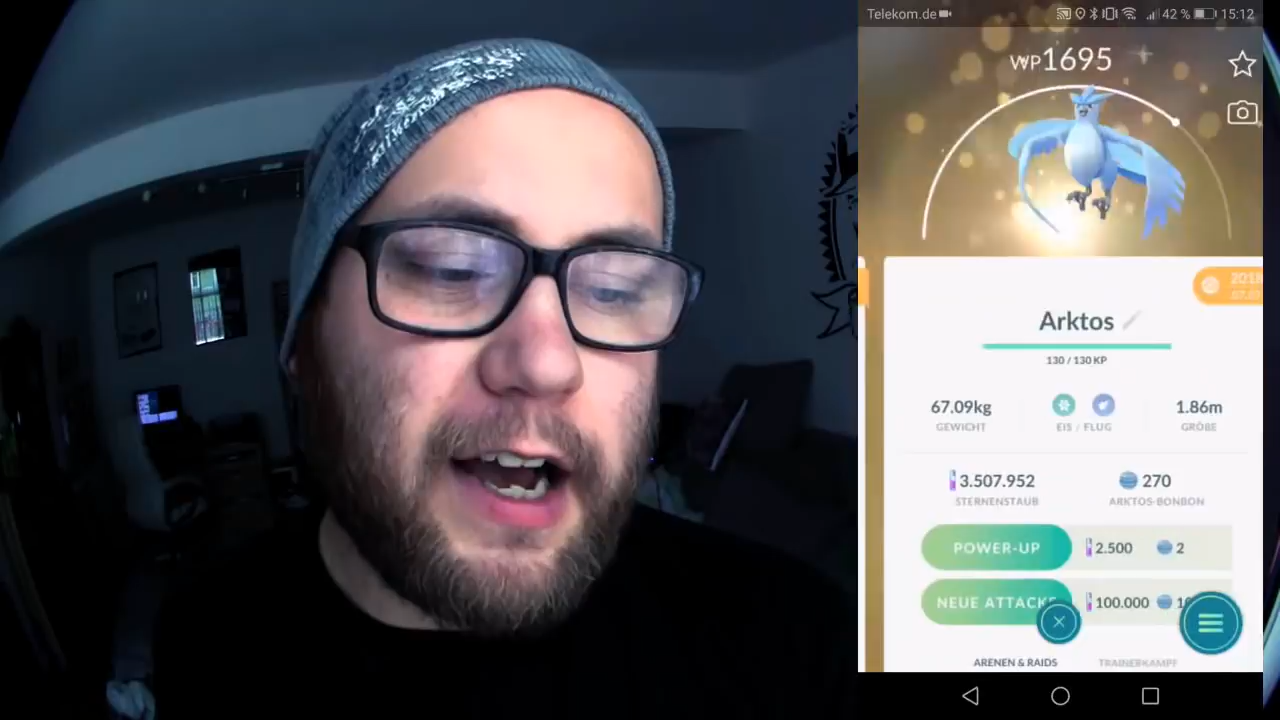 Telekom.de
42 % 15:12
WP1695
Arktos
130 / 130 KP
67.09kg
GEWICHT
EIS / FLUG
1.86m
GRÖßE
3.507.952
STERNENSTAUB
270
ARKTOS-BONBON
POWER-UP
2.500 2
NEUE ATTACKE
100.000
ARENEN & RAIDS
TRAINERKAMPF